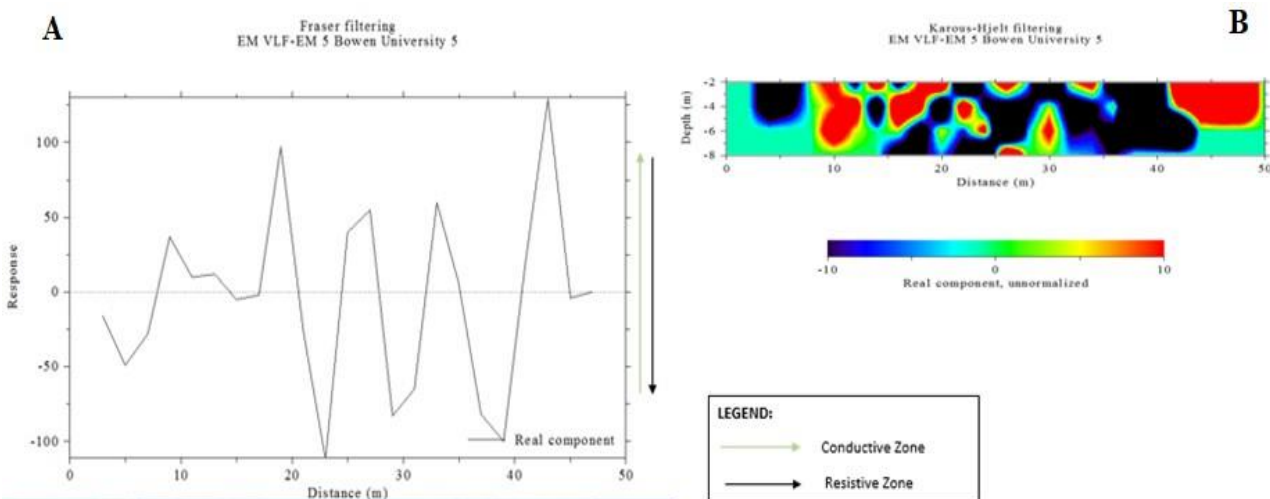 A
Fraser filtering
EM VLF-EM 5 Bowen University 5
100
50
0
-50
-100
Response
Real component
0
10
20
30
40
50
Distance (m)
B
Karous-Hjelt filtering
EM VLF-EM 5 Bowen University 5
-2
-4
-6
-8
Depth (m)
0
10
20
30
40
50
Distance (m)
-10
0
10
Real component, unnormalized
LEGEND:
Conductive Zone
Resistive Zone